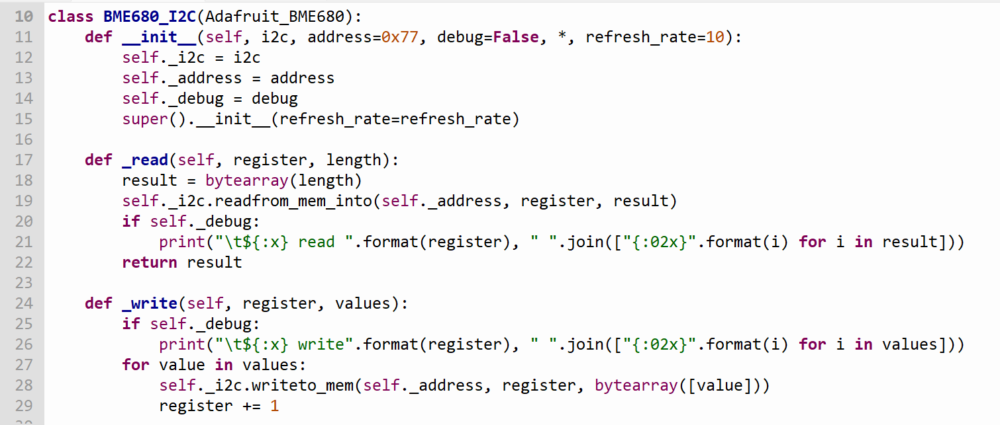 10 class BME680_I2C(Adafruit_BME680):
11     def __init__(self, i2c, address=0x77, debug=False, *, refresh_rate=10):
12         self._i2c = i2c
13         self._address = address
14         self._debug = debug
15         super().__init__(refresh_rate=refresh_rate)
16
17     def _read(self, register, length):
18         result = bytearray(length)
19         self._i2c.readfrom_mem_into(self._address, register, result)
20         if self._debug:
21             print("\t${:x} read ".format(register), " ".join(["{:02x}".format(i) for i in result]))
22         return result
23
24     def _write(self, register, values):
25         if self._debug:
26             print("\t${:x} write".format(register), " ".join(["{:02x}".format(i) for i in values]))
27         for value in values:
28             self._i2c.writeto_mem(self._address, register, bytearray([value]))
29             register += 1